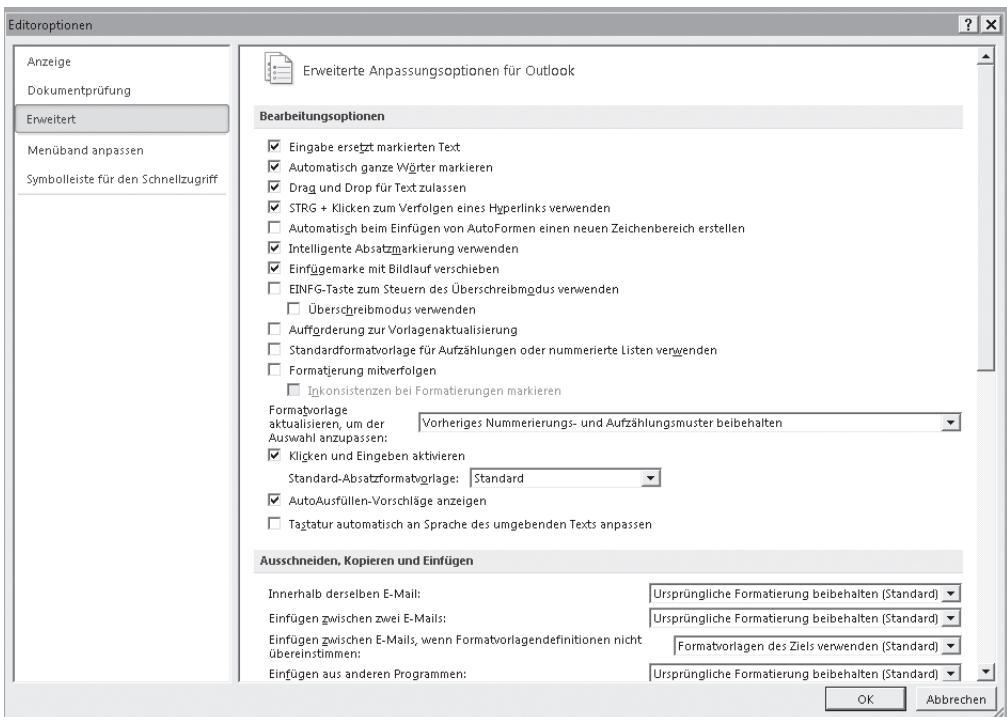 Editoroptionen
Anzeige
Dokumentprüfung
Erweitert
Menüband anpassen
Symbolleiste für den Schnellzugriff
Erweiterte Anpassungsoptionen für Outlook
Bearbeitungsoptionen
Eingabe ersetzt markierten Text
Automatisch ganze Wörter markieren
Drag und Drop für Text zulassen
STRG + Klicken zum Verfolgen eines Hyperlinks verwenden
Automatisch beim Einfügen von AutoFormen einen neuen Zeichenbereich erstellen
Intelligente Absatzmarkierung verwenden
Einfügemarke mit Bildlauf verschieben
EINFG-Taste zum Steuern des Überschreibmodus verwenden
Überschreibmodus verwenden
Aufforderung zur Vorlagenaktualisierung
Standardformatvorlage für Aufzählungen oder nummerierte Listen verwenden
Formatierung mitverfolgen
Inkonsistenzen bei Formatierungen markieren
Formatvorlage
aktualisieren, um der
Auswahl anzupassen:
Vorheriges Nummerierungs- und Aufzählungsmuster beibehalten
Klicken und Eingeben aktivieren
Standard-Absatzformatvorlage: Standard
AutoAusfüllen-Vorschläge anzeigen
Tastatur automatisch an Sprache des umgebenden Texts anpassen
Ausschneiden, Kopieren und Einfügen
Innerhalb derselben E-Mail: Ursprüngliche Formatierung beibehalten (Standard)
Einfügen zwischen zwei E-Mails: Ursprüngliche Formatierung beibehalten (Standard)
Einfügen zwischen E-Mails, wenn Formatvorlagendefinitionen nicht
übereinstimmen: Formatvorlagen des Ziels verwenden (Standard)
Einfügen aus anderen Programmen: Ursprüngliche Formatierung beibehalten (Standard)
OK Abbrechen